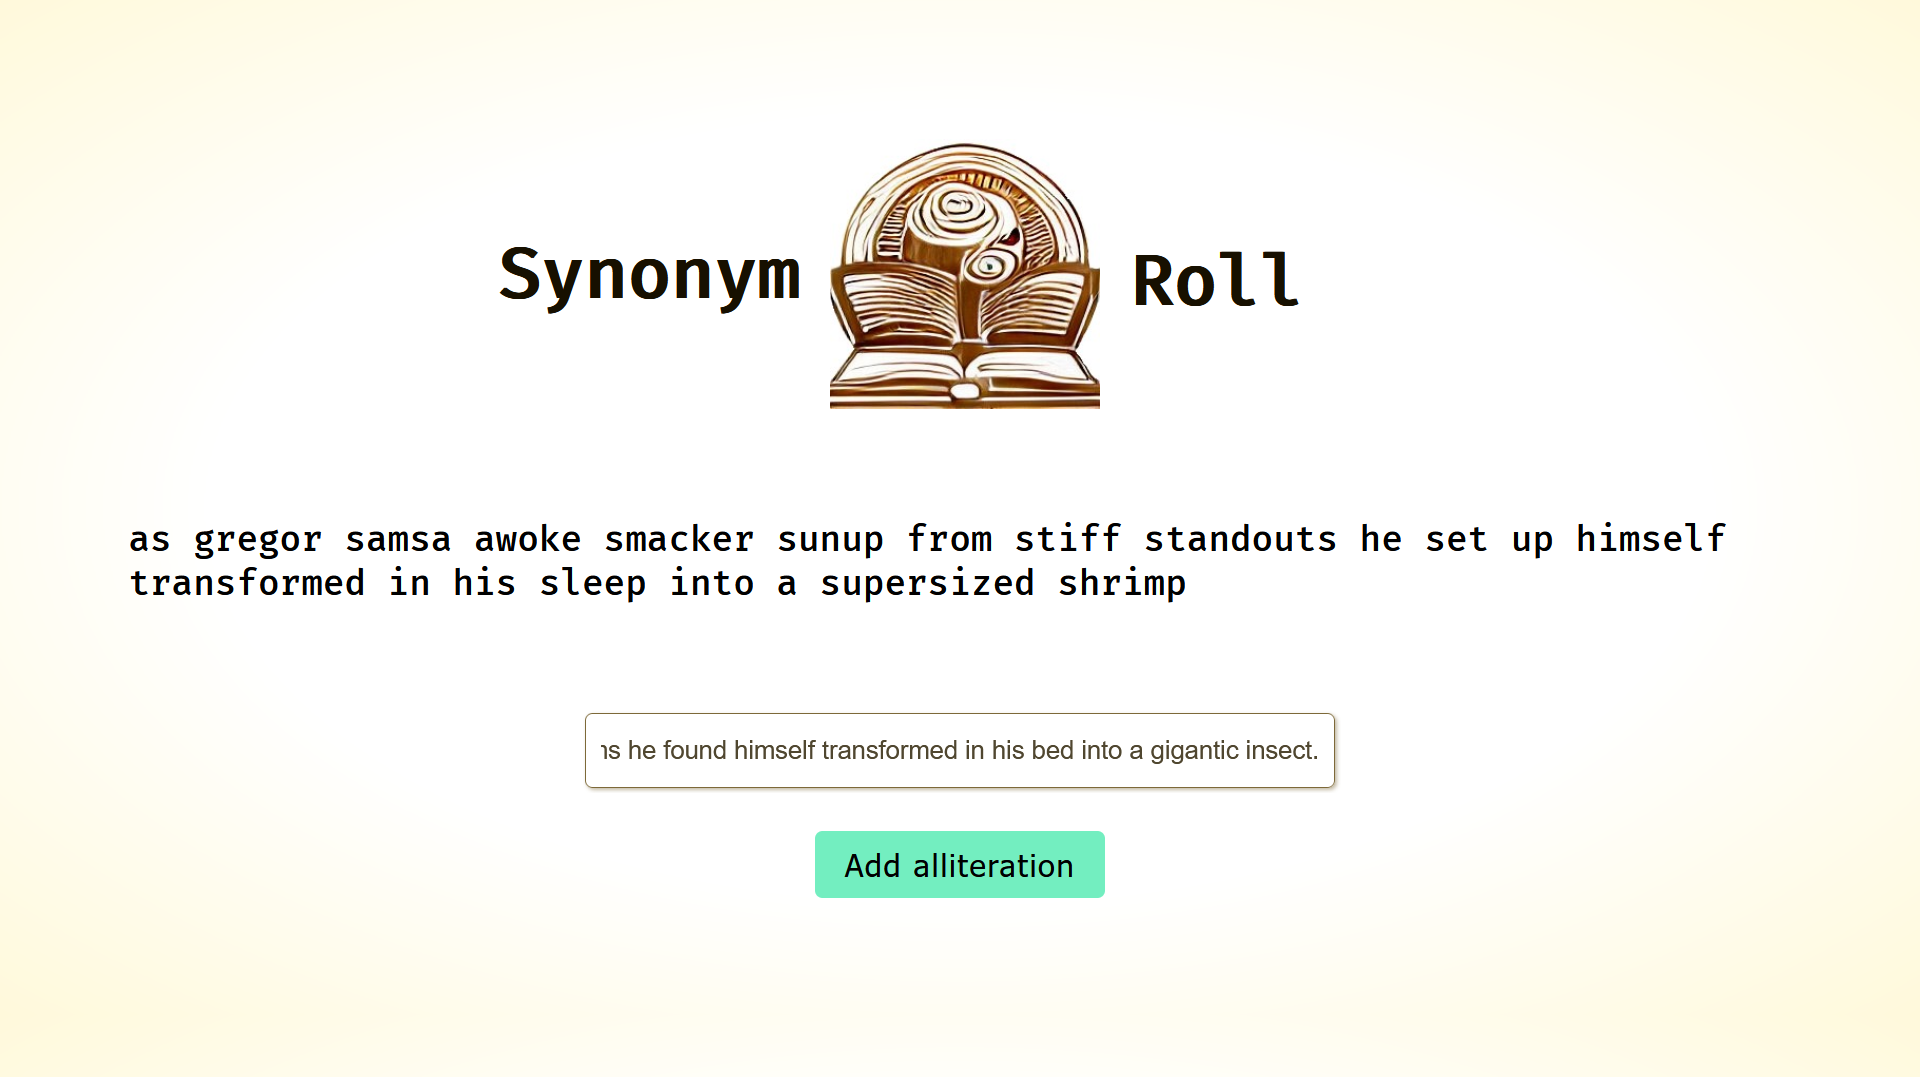 Synonym Roll
as gregor samsa awoke smacker sunup from stiff standouts he set up himself
transformed in his sleep into a supersized shrimp
he found himself transformed in his bed into a gigantic insect.
Add alliteration